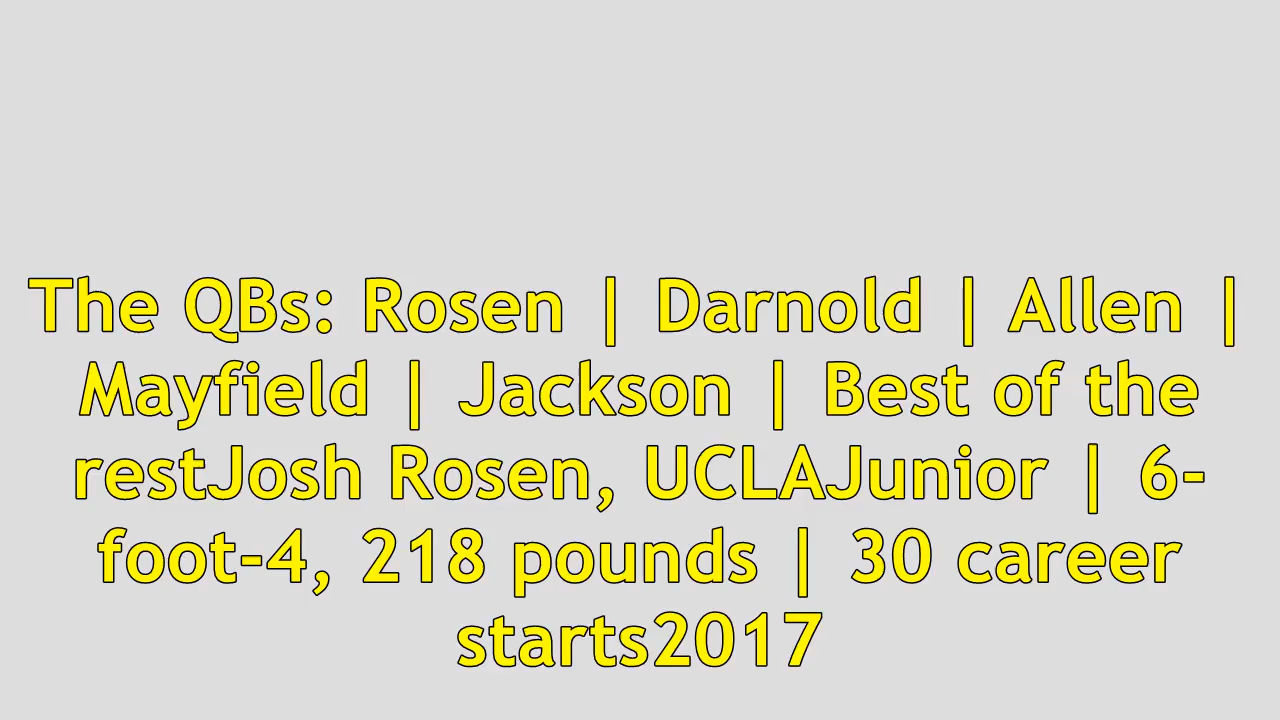 The QBs: Rosen | Darnold | Allen |
Mayfield | Jackson | Best of the
restJosh Rosen, UCLAJunior | 6-
foot-4, 218 pounds | 30 career
starts2017